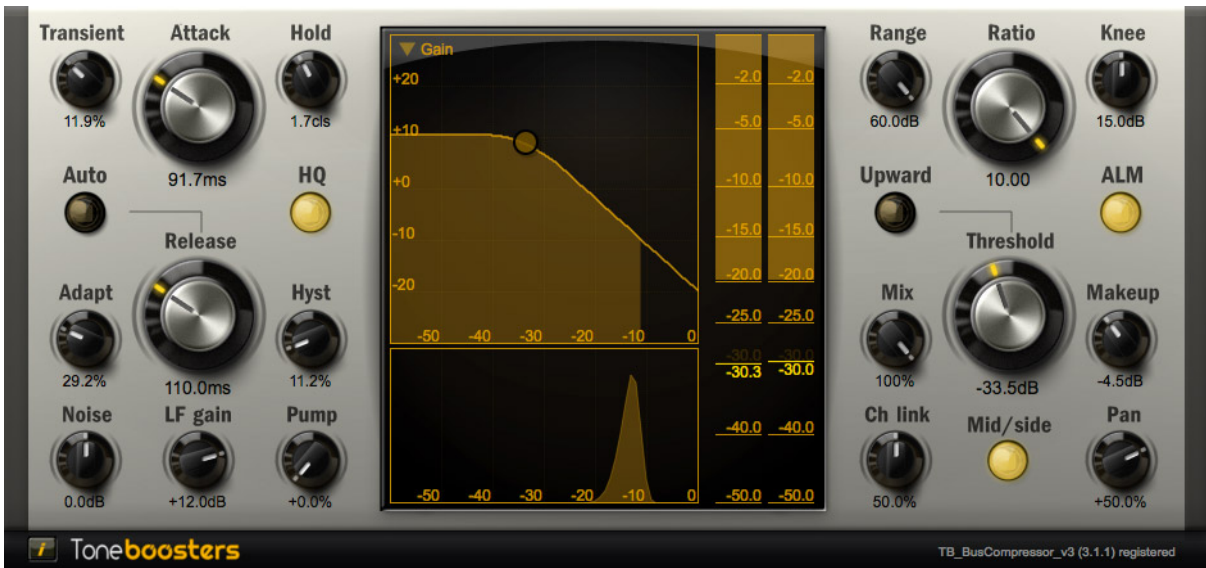 Transient Attack Hold
11.9% 91.7ms 1.7cls
Auto HQ
Release
Adapt Hyst
29.2% 110.0ms 11.2%
Noise LF gain Pump
0.0dB +12.0dB +0.0%
Gain
+20
+10
+0
-10
-20
-50 -40 -30 -20 -10 0
-50 -40 -30 -20 -10 0
-2.0 -2.0
-5.0 -5.0
-10.0 -10.0
-15.0 -15.0
-20.0 -20.0
-25.0 -25.0
-30.0 -30.0
-30.3 -30.0
-40.0 -40.0
-50.0 -50.0
Range Ratio Knee
60.0dB 10.00 15.0dB
Upward ALM
Threshold
Mix Makeup
100% -33.5dB -4.5dB
Ch link Mid/side Pan
50.0% +50.0%
i Toneboosters
TB_BusCompressor_v3 (3.1.1) registered